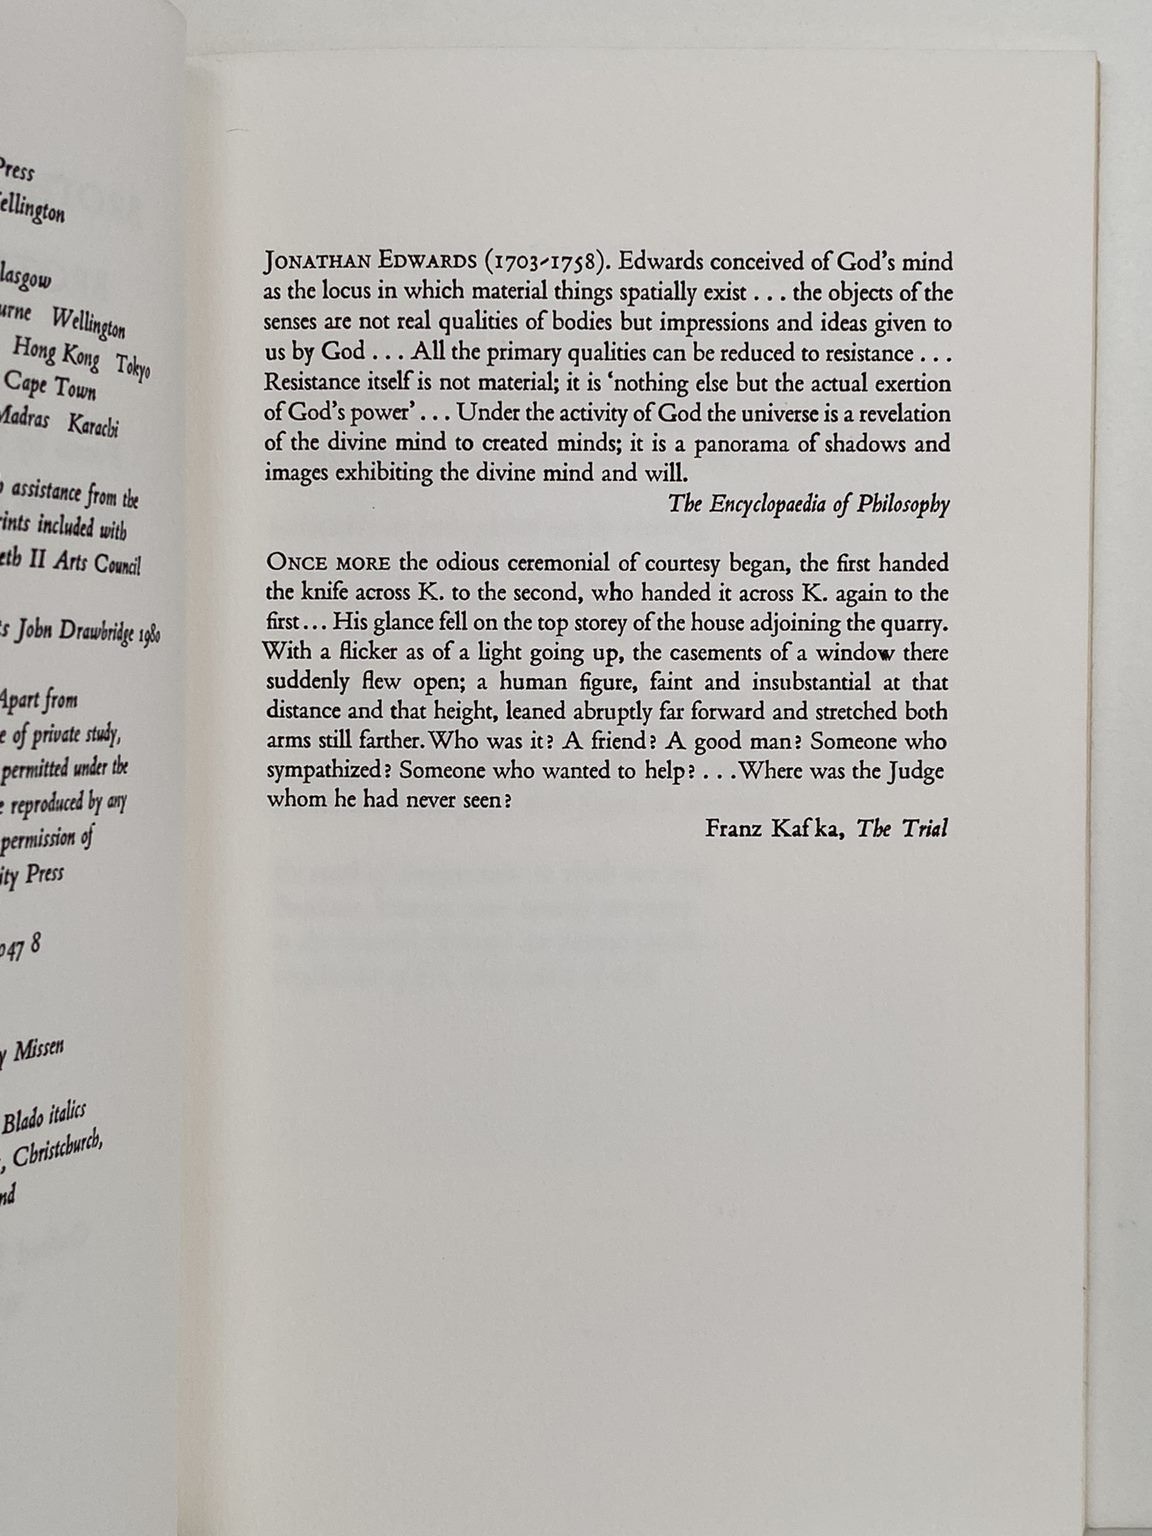 Press
ellington
lasgow
urne Wellington
Hong Kong Tokyo
Cape Town
Madras Karachi
assistance from the
rints included with
eth II Arts Council
s John Drawbridge 1980
Apart from
e of private study,
permitted under the
e reproduced by any
permission of
ity Press
047 8
y Missen
Blado italics
, Christchurch,
nd
JONATHAN EDWARDS (1703-1758). Edwards conceived of God's mind
as the locus in which material things spatially exist . . . the objects of the
senses are not real qualities of bodies but impressions and ideas given to
us by God . . . All the primary qualities can be reduced to resistance . . .
Resistance itself is not material; it is 'nothing else but the actual exertion
of God's power' . . . Under the activity of God the universe is a revelation
of the divine mind to created minds; it is a panorama of shadows and
images exhibiting the divine mind and will.
The Encyclopaedia of Philosophy
ONCE MORE the odious ceremonial of courtesy began, the first handed
the knife across K. to the second, who handed it across K. again to the
first . . . His glance fell on the top storey of the house adjoining the quarry.
With a flicker as of a light going up, the casements of a window there
suddenly flew open; a human figure, faint and insubstantial at that
distance and that height, leaned abruptly far forward and stretched both
arms still farther. Who was it? A friend? A good man? Someone who
sympathized? Someone who wanted to help? . . . Where was the Judge
whom he had never seen?
Franz Kafka, The Trial